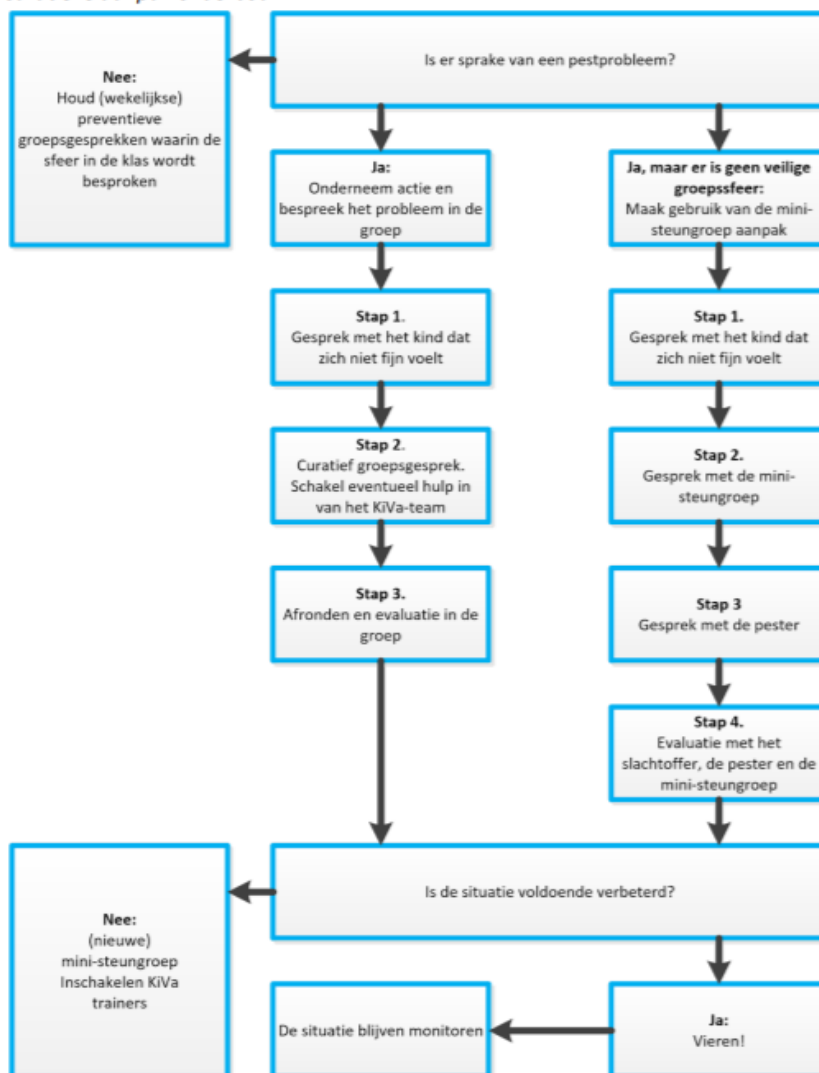 Is er sprake van een pestprobleem?
Nee:
Houd (wekelijkse)
preventieve
groepsgesprekken waarin de
sfeer in de klas wordt
besproken
Ja:
Onderneem actie en
bespreek het probleem in de
groep
Stap 1.
Gesprek met het kind dat
zich niet fijn voelt
Stap 2.
Curatief groepsgesprek.
Schakel eventueel hulp in
van het KiVa-team
Stap 3.
Afronden en evaluatie in de
groep
Ja, maar er is geen veilige
groepssfeer:
Maak gebruik van de mini-
steungroep aanpak
Stap 1.
Gesprek met het kind dat
zich niet fijn voelt
Stap 2.
Gesprek met de mini-
steungroep
Stap 3
Gesprek met de pester
Stap 4.
Evaluatie met het
slachtoffer, de pester en de
mini-steungroep
Is de situatie voldoende verbeterd?
Nee:
(nieuwe)
mini-steungroep
Inschakelen KiVa
trainers
Ja:
Vieren!
De situatie blijven monitoren